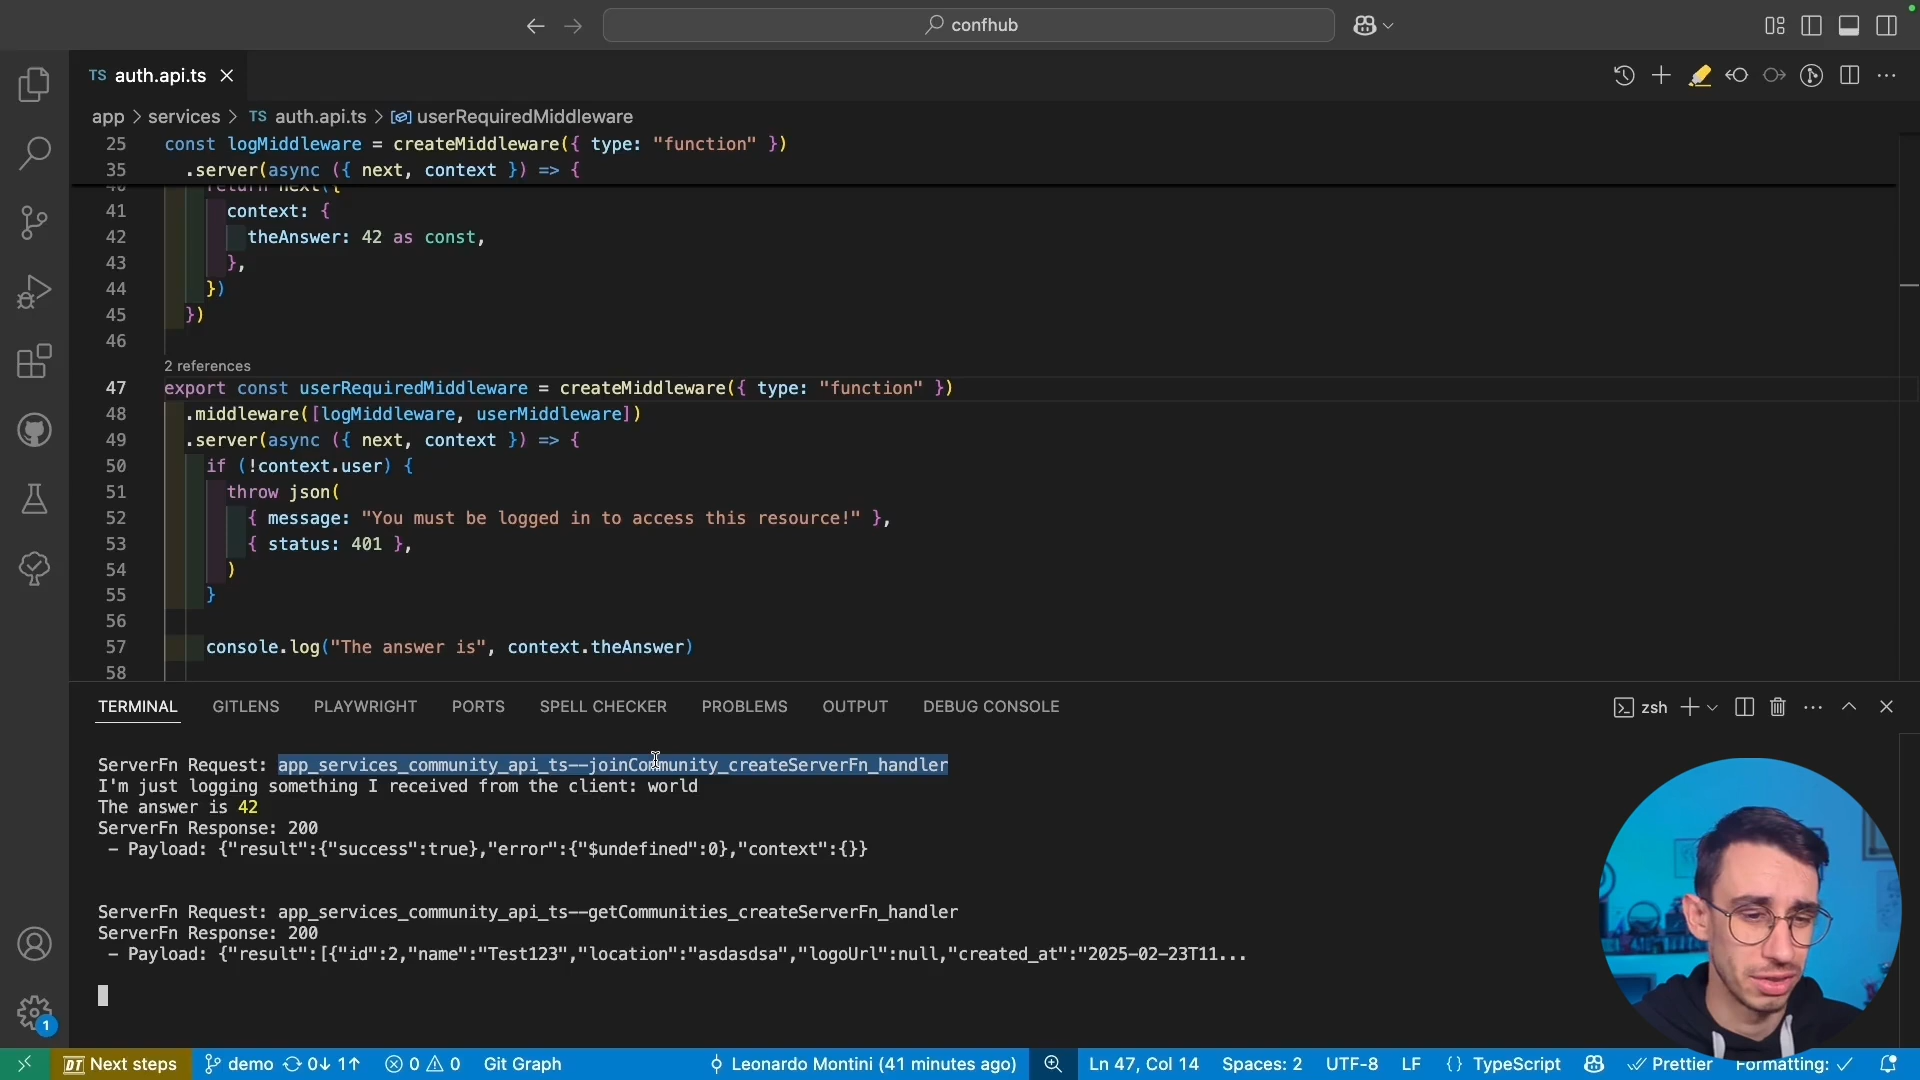 confhub
TS auth.api.ts
app > services > TS auth.api.ts > userRequiredMiddleware
25 const logMiddleware = createMiddleware({ type: "function" })
35 .server(async ({ next, context }) => {
40 return next({
41 context: {
42 theAnswer: 42 as const,
43 },
44 })
45 })
46
2 references
47 export const userRequiredMiddleware = createMiddleware({ type: "function" })
48 .middleware([logMiddleware, userMiddleware])
49 .server(async ({ next, context }) => {
50 if (!context.user) {
51 throw json(
52 { message: "You must be logged in to access this resource!" },
53 { status: 401 },
54 )
55 }
56
57 console.log("The answer is", context.theAnswer)
58
TERMINAL GITLENS PLAYWRIGHT PORTS SPELL CHECKER PROBLEMS OUTPUT DEBUG CONSOLE zsh
ServerFn Request: app_services_community_api_ts--joinCommunity_createServerFn_handler
I'm just logging something I received from the client: world
The answer is 42
ServerFn Response: 200
- Payload: {"result":{"success":true},"error":{"$undefined":0},"context":{}}
ServerFn Request: app_services_community_api_ts--getCommunities_createServerFn_handler
ServerFn Response: 200
- Payload: {"result":[{"id":2,"name":"Test123","location":"asdasdsa","logoUrl":null,"created_at":"2025-02-23T11...
1
DT Next steps demo 0↓ 1↑ 0 0 Git Graph Leonardo Montini (41 minutes ago) Ln 47, Col 14 Spaces: 2 UTF-8 LF {} TypeScript Prettier Formatting: ✓